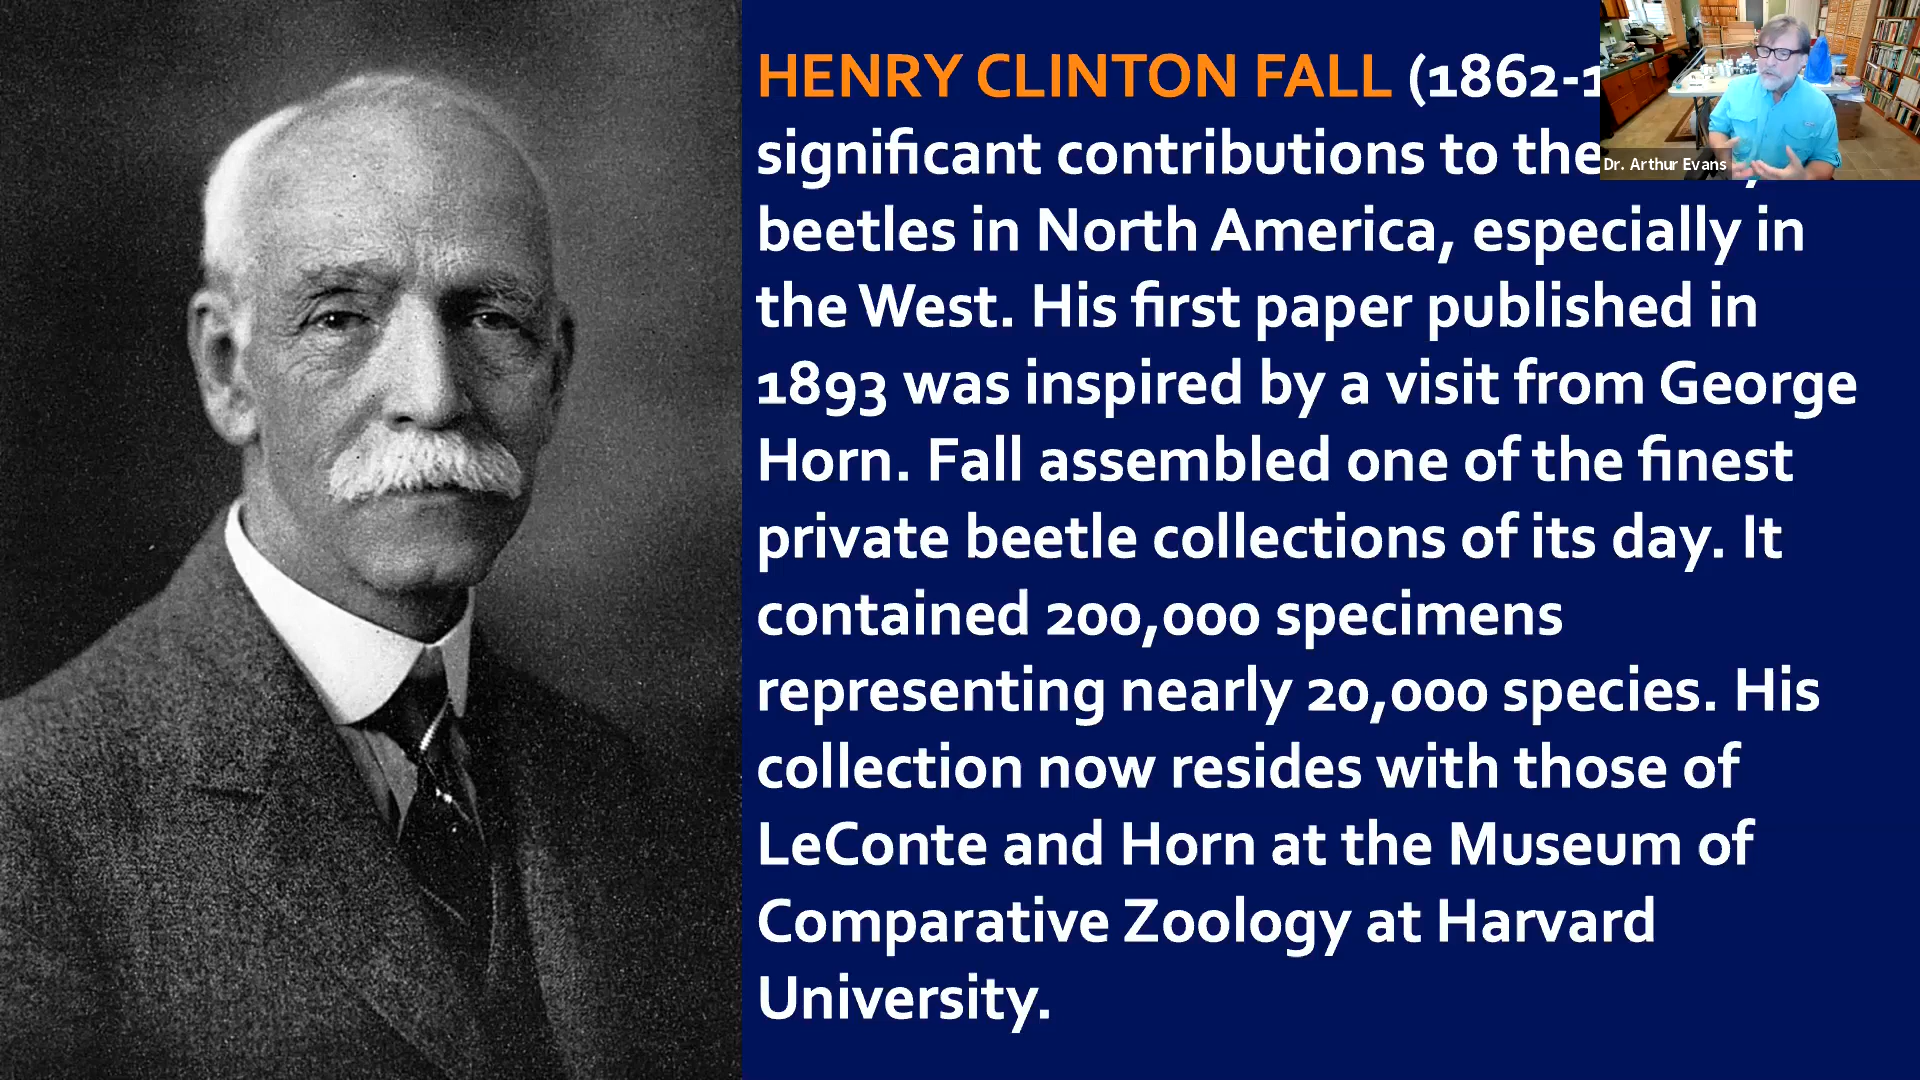 HENRY CLINTON FALL (1862-1
significant contributions to the
beetles in North America, especially in
the West. His first paper published in
1893 was inspired by a visit from George
Horn. Fall assembled one of the finest
private beetle collections of its day. It
contained 200,000 specimens
representing nearly 20,000 species. His
collection now resides with those of
LeConte and Horn at the Museum of
Comparative Zoology at Harvard
University.
Dr. Arthur Evans